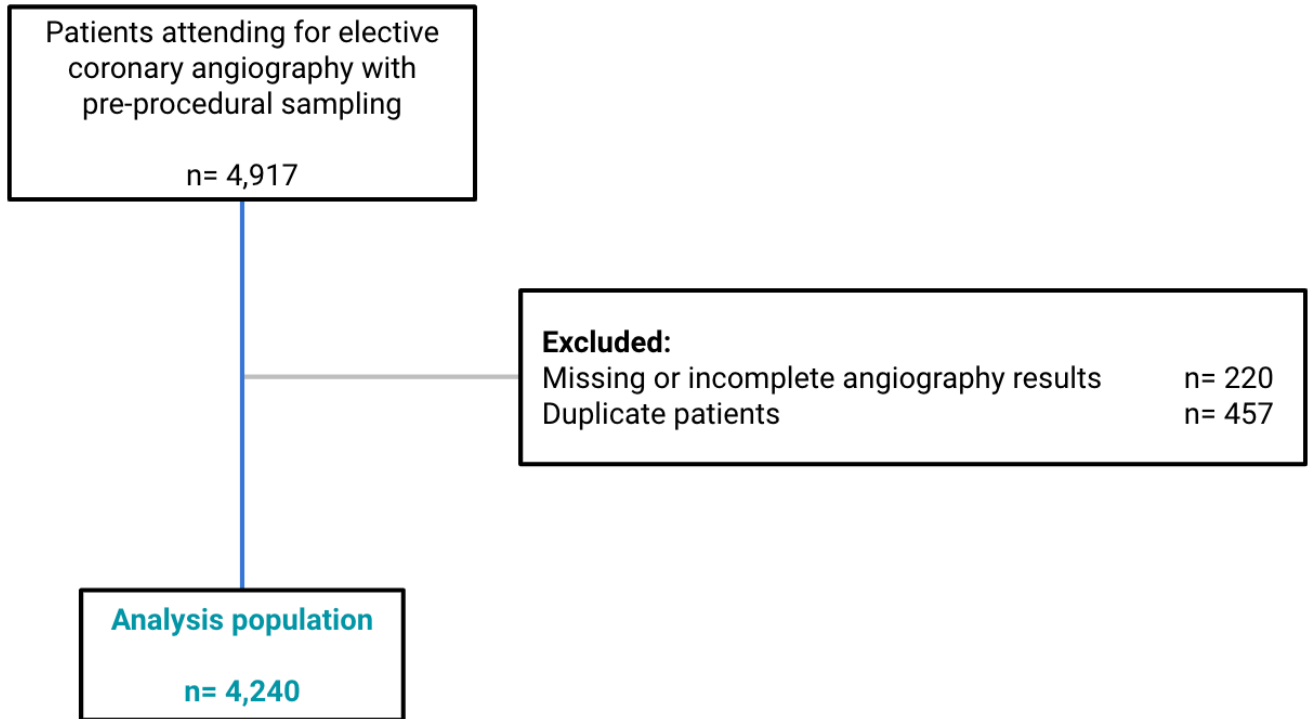 Patients attending for elective
coronary angiography with
pre-procedural sampling
n= 4,917
Excluded:
Missing or incomplete angiography results n= 220
Duplicate patients n= 457
Analysis population
n= 4,240